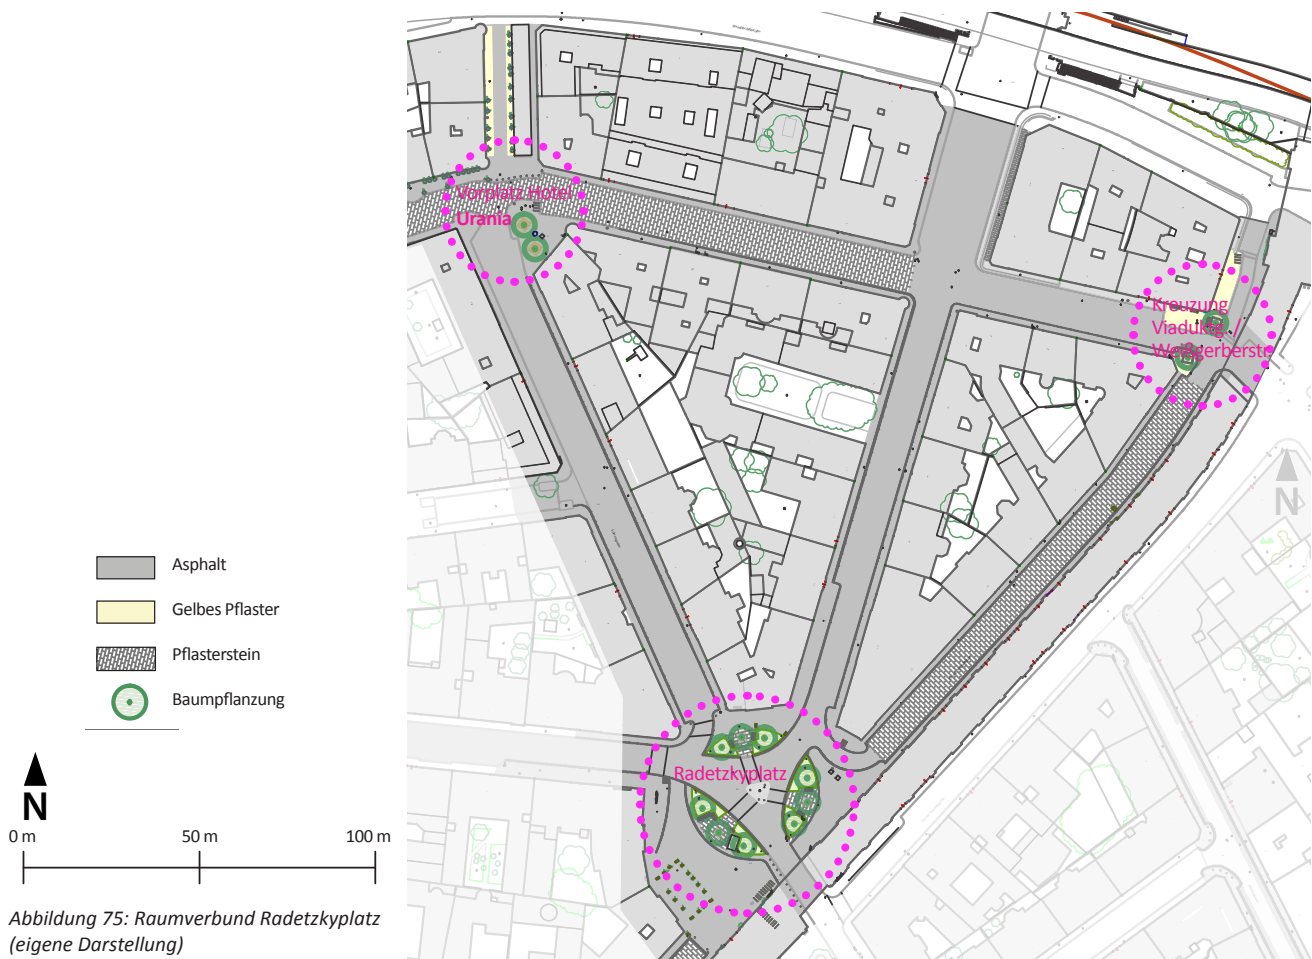 Vorplatz Hotel
Urania
Kreuzung
Viaduktg. /
Weißgerberstr.
Radetzkyplatz
N
Asphalt
Gelbes Pflaster
Pflasterstein
Baumpflanzung
N
0 m
50 m
100 m
Abbildung 75: Raumverbund Radetzkyplatz
(eigene Darstellung)